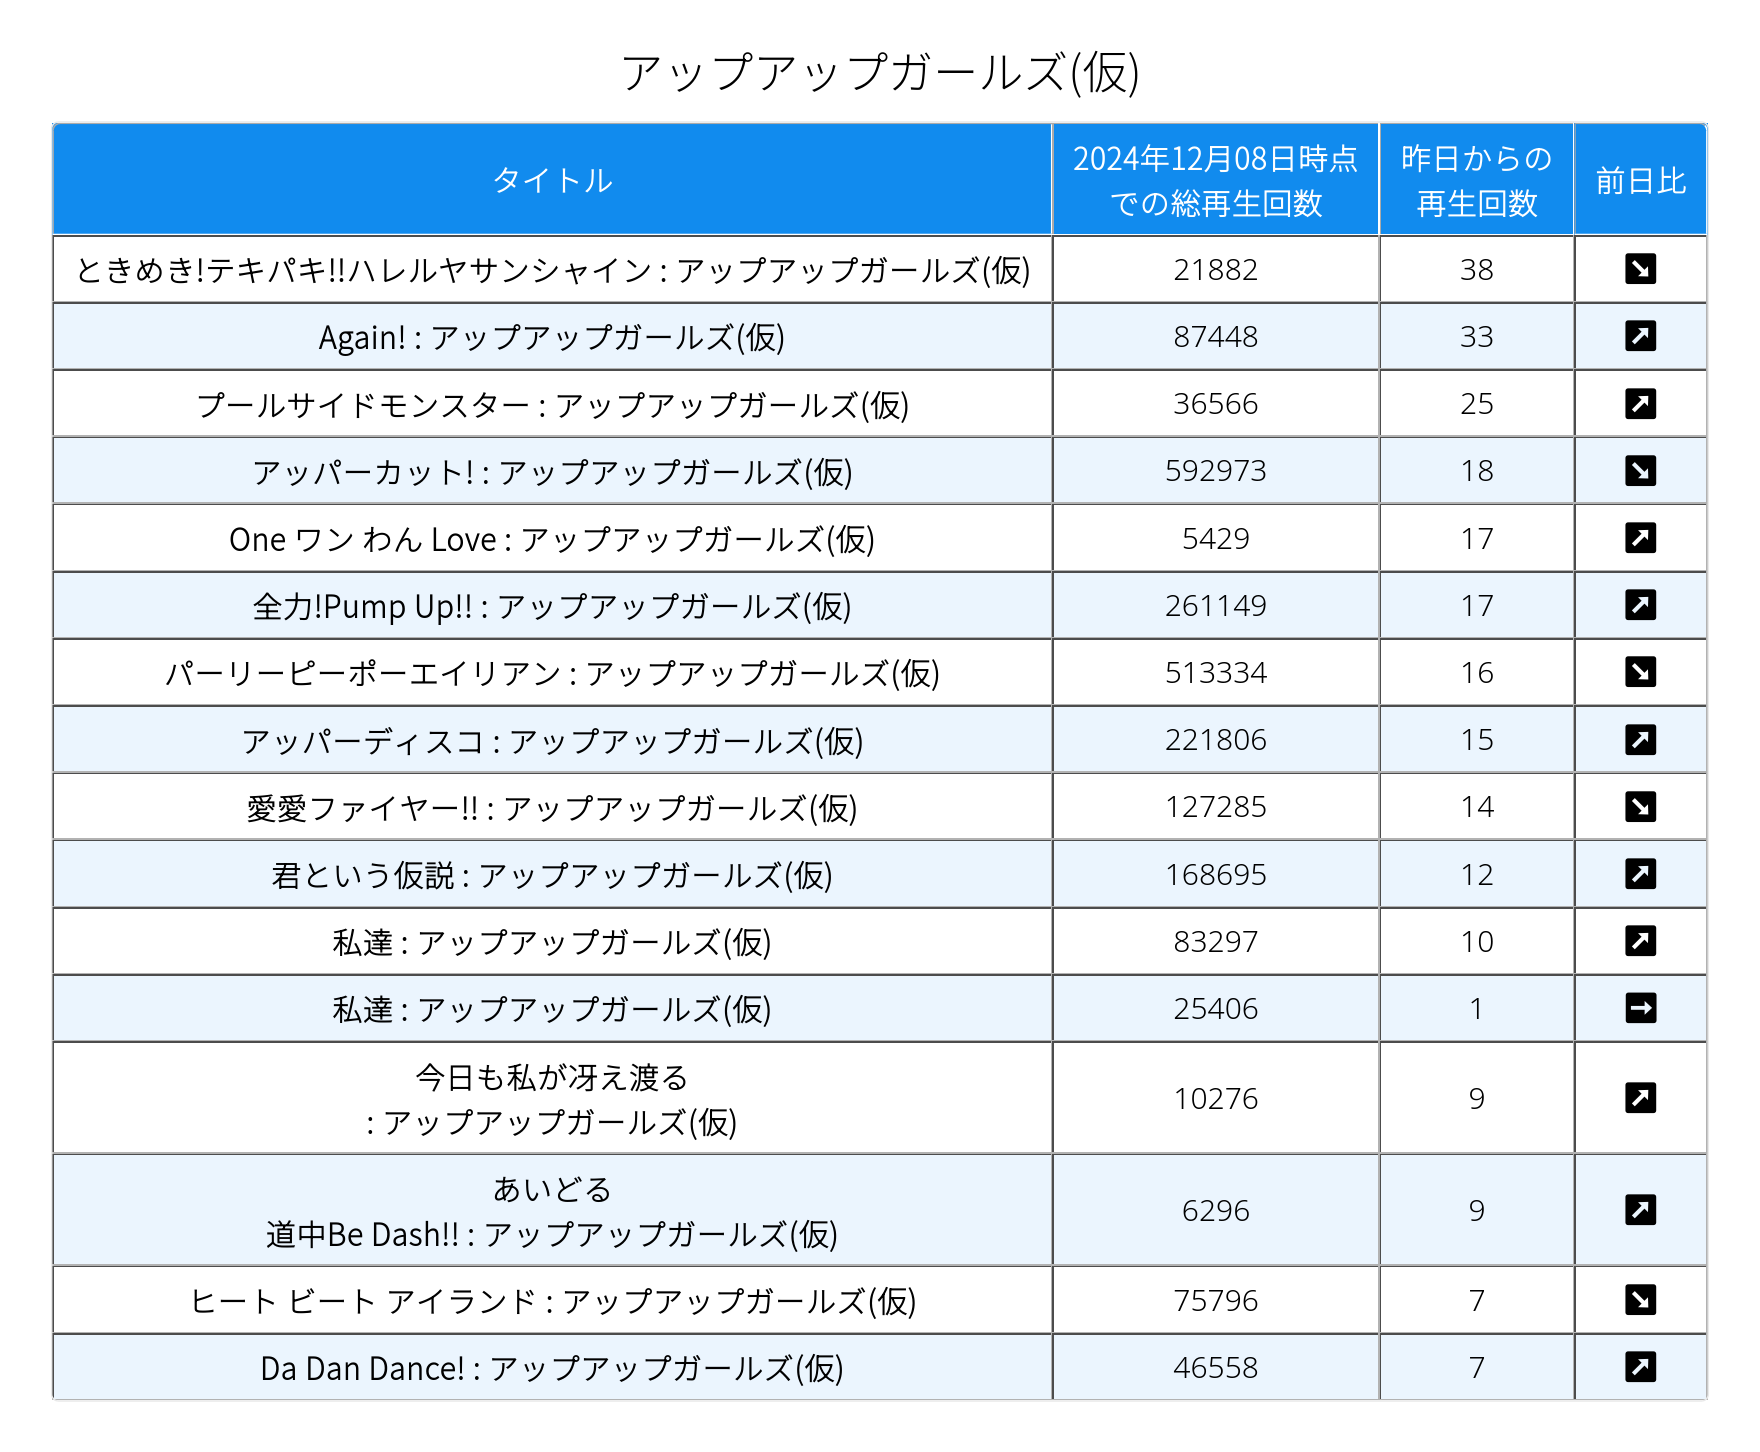 アップアップガールズ(仮)
タイトル
2024年12月08日時点
での総再生回数
昨日からの
再生回数
前日比
ときめき!テキパキ!!ハレルヤサンシャイン : アップアップガールズ(仮) 21882 38 ↘
Again! : アップアップガールズ(仮) 87448 33 ↗
プールサイドモンスター : アップアップガールズ(仮) 36566 25 ↗
アッパーカット! : アップアップガールズ(仮) 592973 18 ↘
One ワン わん Love : アップアップガールズ(仮) 5429 17 ↗
全力!Pump Up!! : アップアップガールズ(仮) 261149 17 ↗
パーリーピーポーエイリアン : アップアップガールズ(仮) 513334 16 ↘
アッパーディスコ : アップアップガールズ(仮) 221806 15 ↗
愛愛ファイヤー!! : アップアップガールズ(仮) 127285 14 ↘
君という仮説 : アップアップガールズ(仮) 168695 12 ↗
私達 : アップアップガールズ(仮) 83297 10 ↗
私達 : アップアップガールズ(仮) 25406 1 →
今日も私が冴え渡る
: アップアップガールズ(仮) 10276 9 ↗
あいどる
道中Be Dash!! : アップアップガールズ(仮) 6296 9 ↗
ヒート ビート アイランド : アップアップガールズ(仮) 75796 7 ↘
Da Dan Dance! : アップアップガールズ(仮) 46558 7 ↗